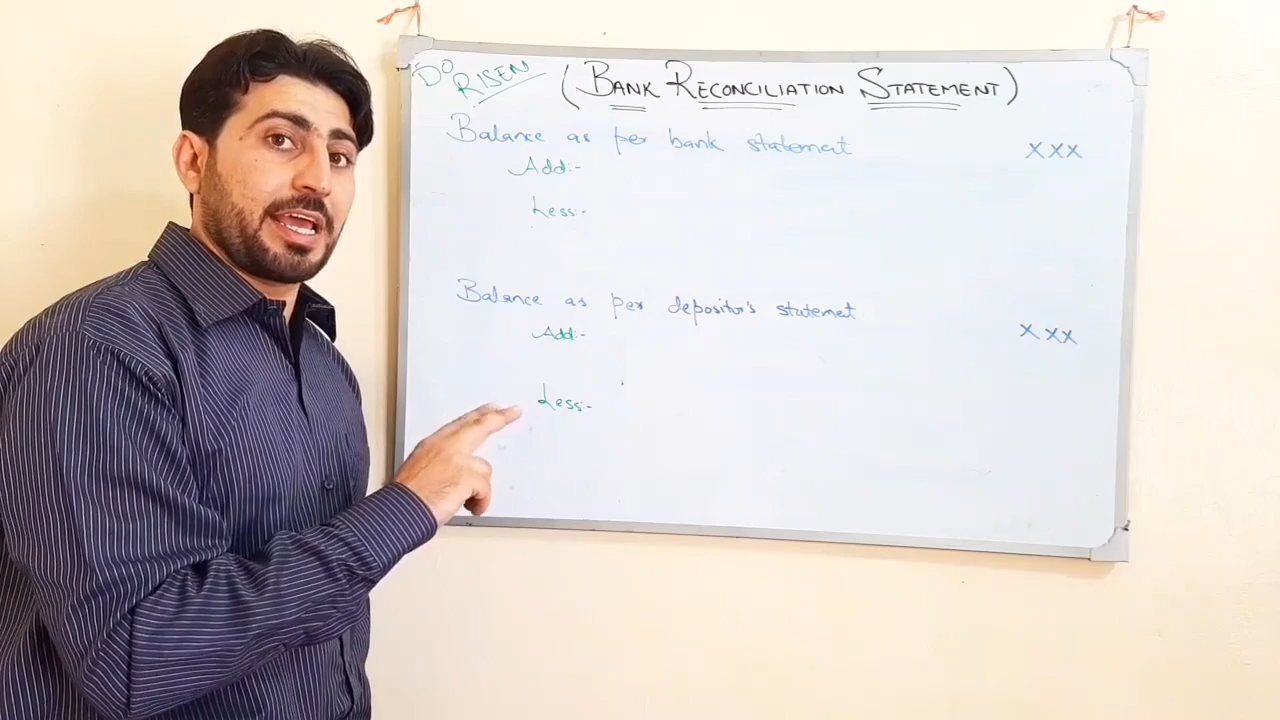 DO RISEN
(BANK RECONCILIATION STATEMENT)
Balance as per bank statement XXX
Add:-
Less:-
Balance as per depositor's statemet XXX
Add:-
Less:-